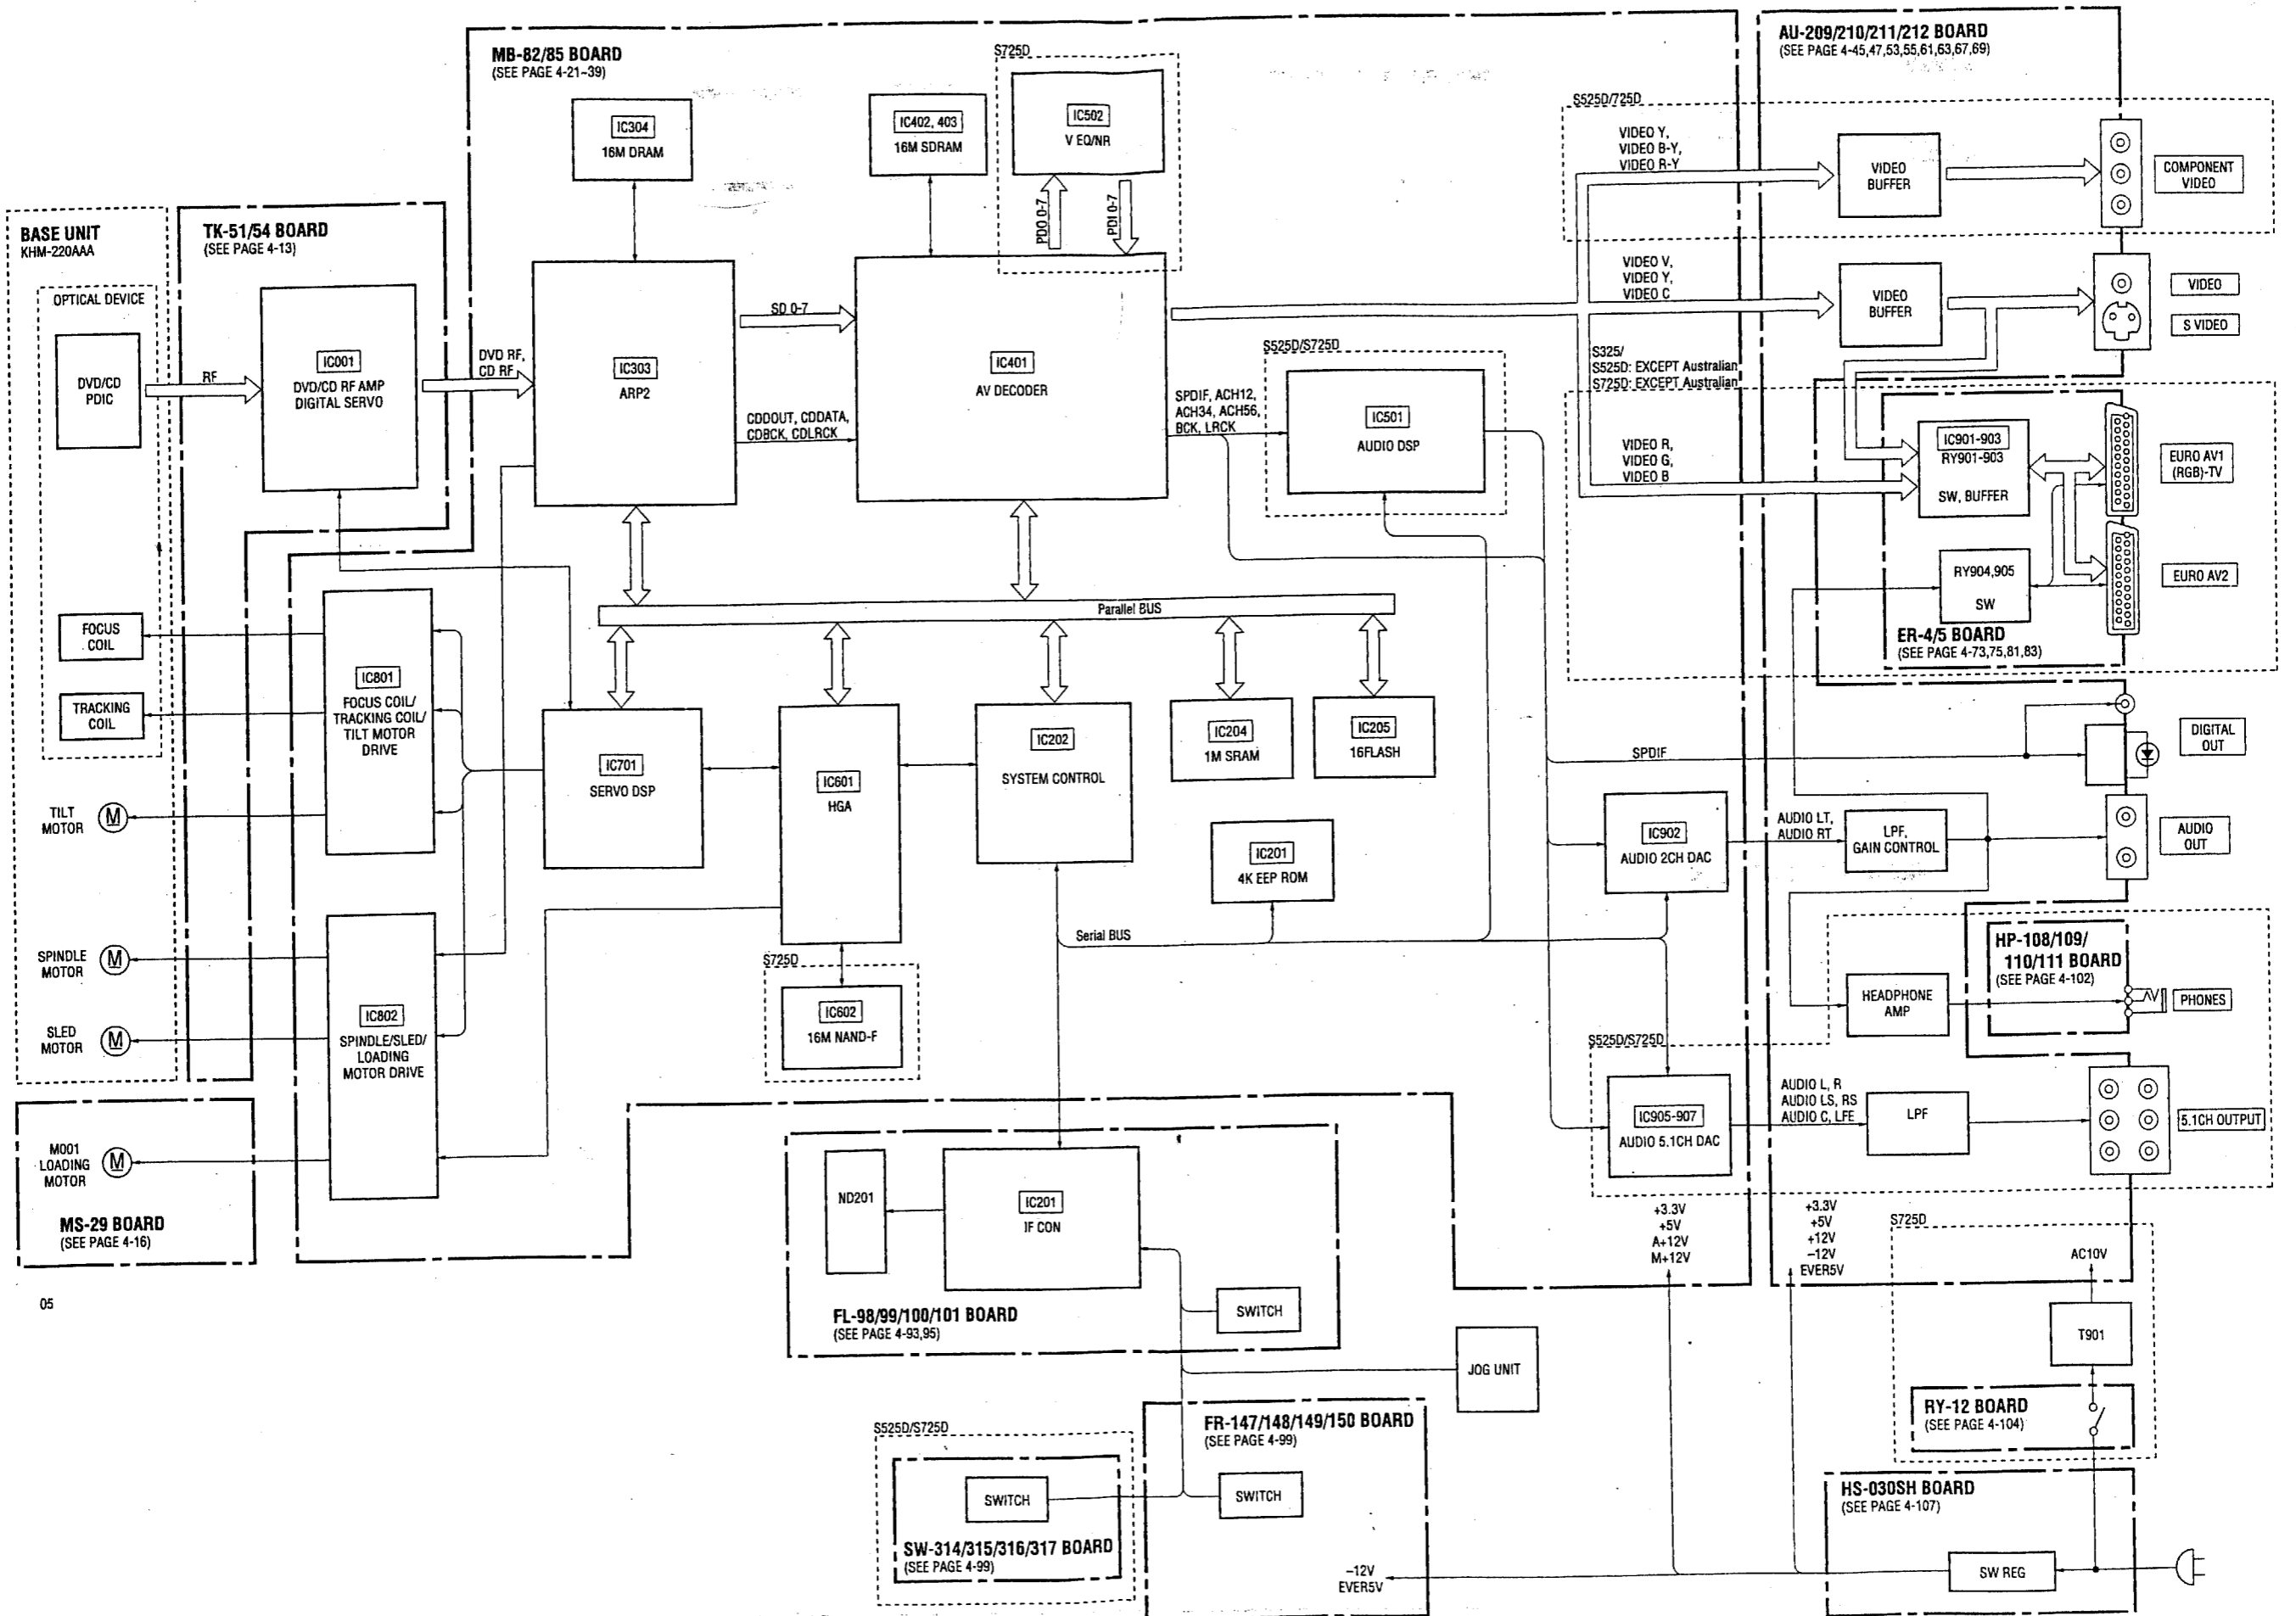 MB-82/85 BOARD
(SEE PAGE 4-21~39)
S725D
IC304
16M DRAM
IC402, 403
16M SDRAM
IC502
V EQ/NR
PDO 0-7
PDI 0-7
AU-209/210/211/212 BOARD
(SEE PAGE 4-45,47,53,55,61,63,67,69)
S525D/725D
VIDEO Y,
VIDEO B-Y,
VIDEO R-Y
VIDEO
BUFFER
COMPONENT
VIDEO
BASE UNIT
KHM-220AAA
OPTICAL DEVICE
DVD/CD
PDIC
RF
TK-51/54 BOARD
(SEE PAGE 4-13)
IC001
DVD/CD RF AMP
DIGITAL SERVO
DVD RF,
CD RF
IC303
ARP2
SD 0-7
CDDOUT, CDDATA,
CDBCK, CDLRCK
IC401
AV DECODER
SPDIF, ACH12,
ACH34, ACH56,
BCK, LRCK
S525D/S725D
IC501
AUDIO DSP
VIDEO V,
VIDEO Y,
VIDEO C
VIDEO
BUFFER
VIDEO
S VIDEO
S325/
S525D: EXCEPT Australian
S725D: EXCEPT Australian
VIDEO R,
VIDEO G,
VIDEO B
IC901-903
RY901-903
SW, BUFFER
EURO AV1
(RGB)-TV
RY904,905
SW
EURO AV2
ER-4/5 BOARD
(SEE PAGE 4-73,75,81,83)
Parallel BUS
FOCUS
COIL
TRACKING
COIL
IC801
FOCUS COIL/
TRACKING COIL/
TILT MOTOR
DRIVE
IC701
SERVO DSP
IC601
HGA
IC202
SYSTEM CONTROL
IC204
1M SRAM
IC205
16FLASH
SPDIF
DIGITAL
OUT
TILT
MOTOR
M
IC201
4K EEP ROM
IC902
AUDIO 2CH DAC
AUDIO LT,
AUDIO RT
LPF,
GAIN CONTROL
AUDIO
OUT
Serial BUS
SPINDLE
MOTOR
M
SLED
MOTOR
M
IC802
SPINDLE/SLED/
LOADING
MOTOR DRIVE
S725D
IC602
16M NAND-F
HP-108/109/
110/111 BOARD
(SEE PAGE 4-102)
HEADPHONE
AMP
PHONES
S525D/S725D
IC905-907
AUDIO 5.1CH DAC
AUDIO L, R
AUDIO LS, RS
AUDIO C, LFE
LPF
5.1CH OUTPUT
M001
LOADING
MOTOR
M
MS-29 BOARD
(SEE PAGE 4-16)
ND201
IC201
IF CON
SWITCH
FL-98/99/100/101 BOARD
(SEE PAGE 4-93,95)
+3.3V
+5V
A+12V
M+12V
+3.3V
+5V
+12V
–12V
EVER5V
S725D
AC10V
T901
RY-12 BOARD
(SEE PAGE 4-104)
05
JOG UNIT
S525D/S725D
SWITCH
SW-314/315/316/317 BOARD
(SEE PAGE 4-99)
FR-147/148/149/150 BOARD
(SEE PAGE 4-99)
SWITCH
–12V
EVER5V
HS-030SH BOARD
(SEE PAGE 4-107)
SW REG